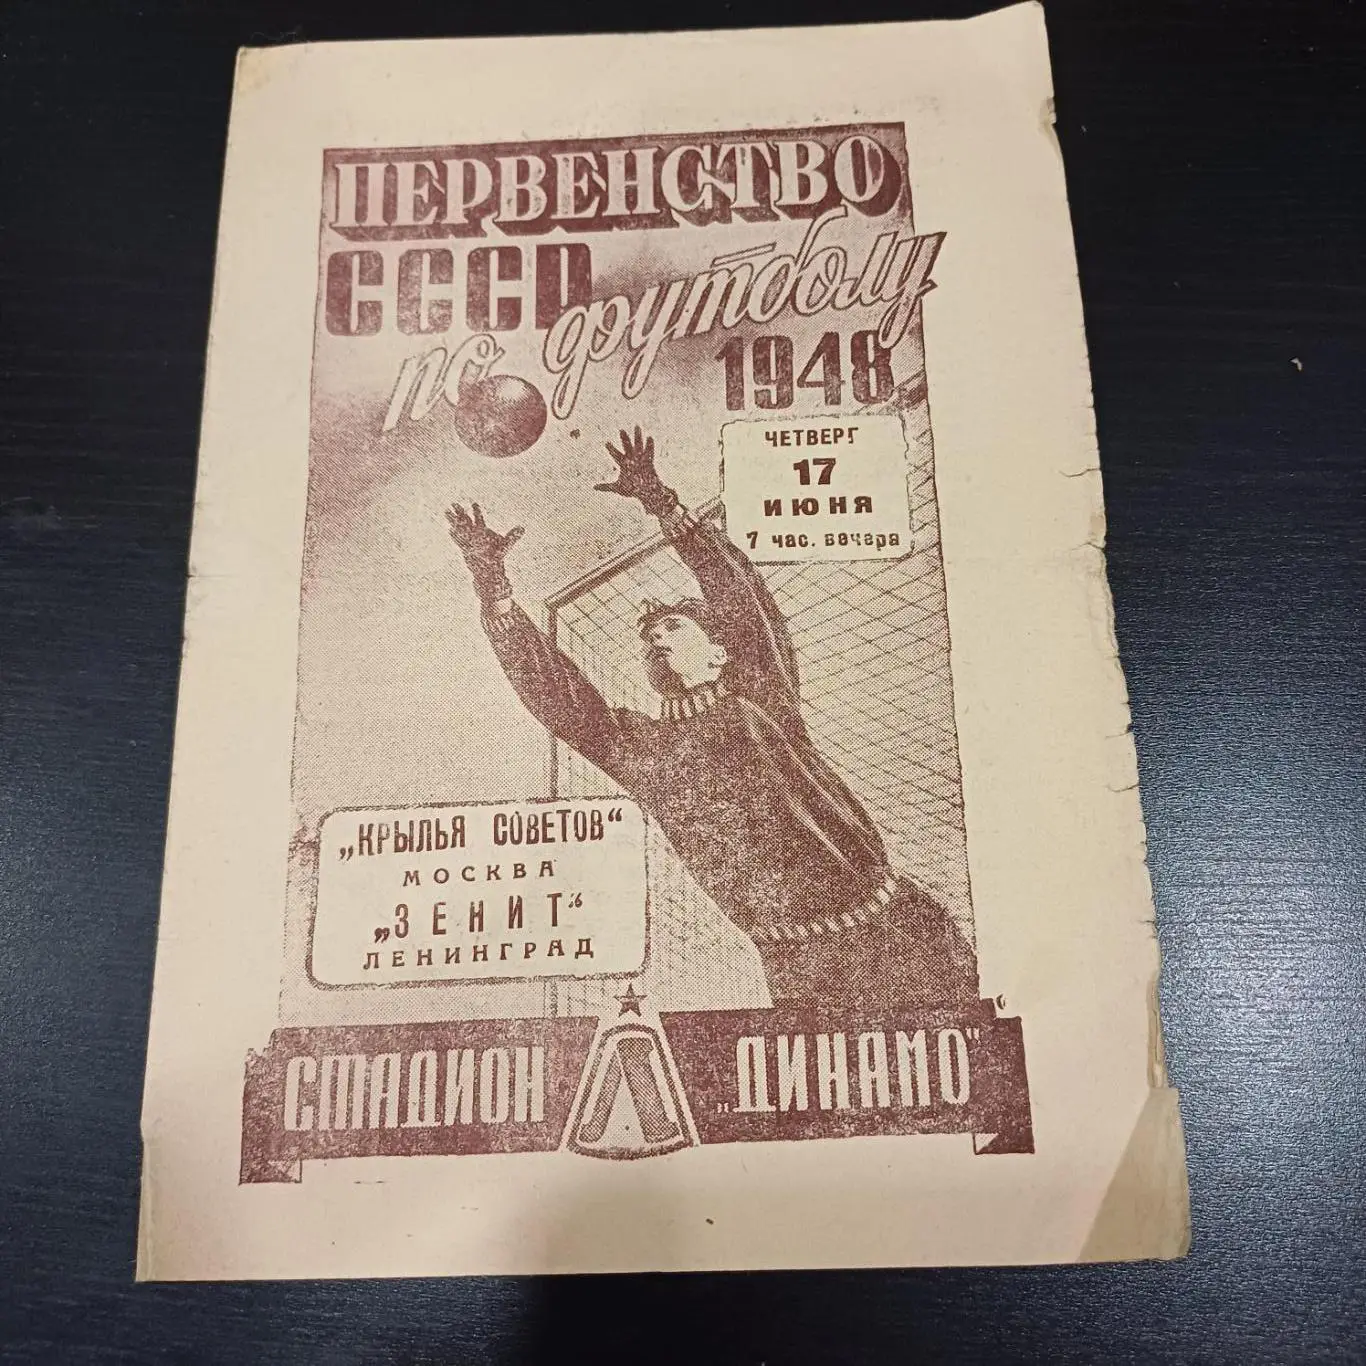 ПЕРВЕНСТВО
СССР
по футболу
1948
ЧЕТВЕРГ
17
ИЮНЯ
7 час. вечера
„КРЫЛЬЯ СОВЕТОВ“
МОСКВА
„ЗЕНИТ“
ЛЕНИНГРАД
СТАДИОН „ДИНАМО"